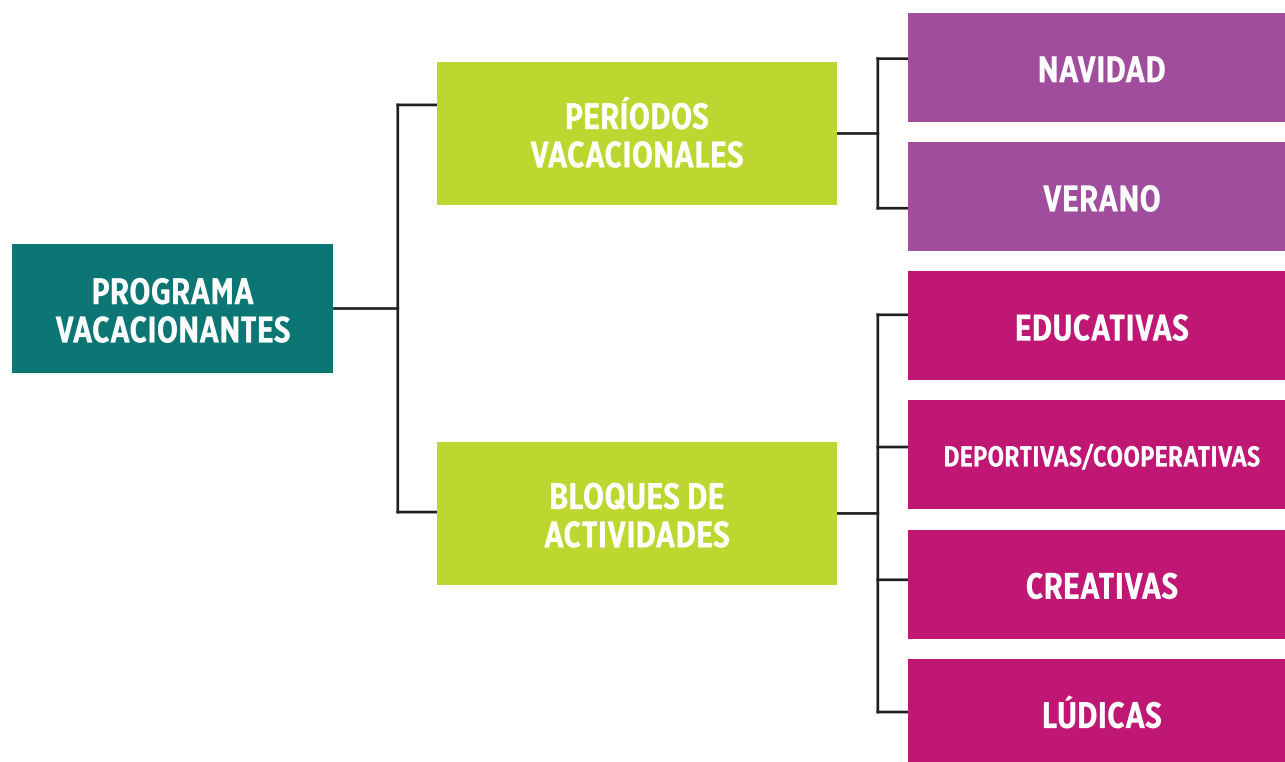 PROGRAMA
VACACIONANTES
PERÍODOS
VACACIONALES
NAVIDAD
VERANO
BLOQUES DE
ACTIVIDADES
EDUCATIVAS
DEPORTIVAS/COOPERATIVAS
CREATIVAS
LÚDICAS